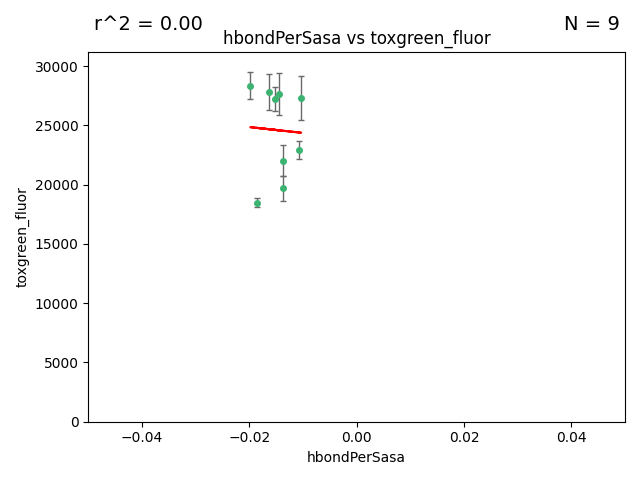 r^2 = 0.00
N = 9
hbondPerSasa vs toxgreen_fluor
30000
25000
20000
15000
10000
5000
0
toxgreen_fluor
−0.04
−0.02
0.00
0.02
0.04
hbondPerSasa